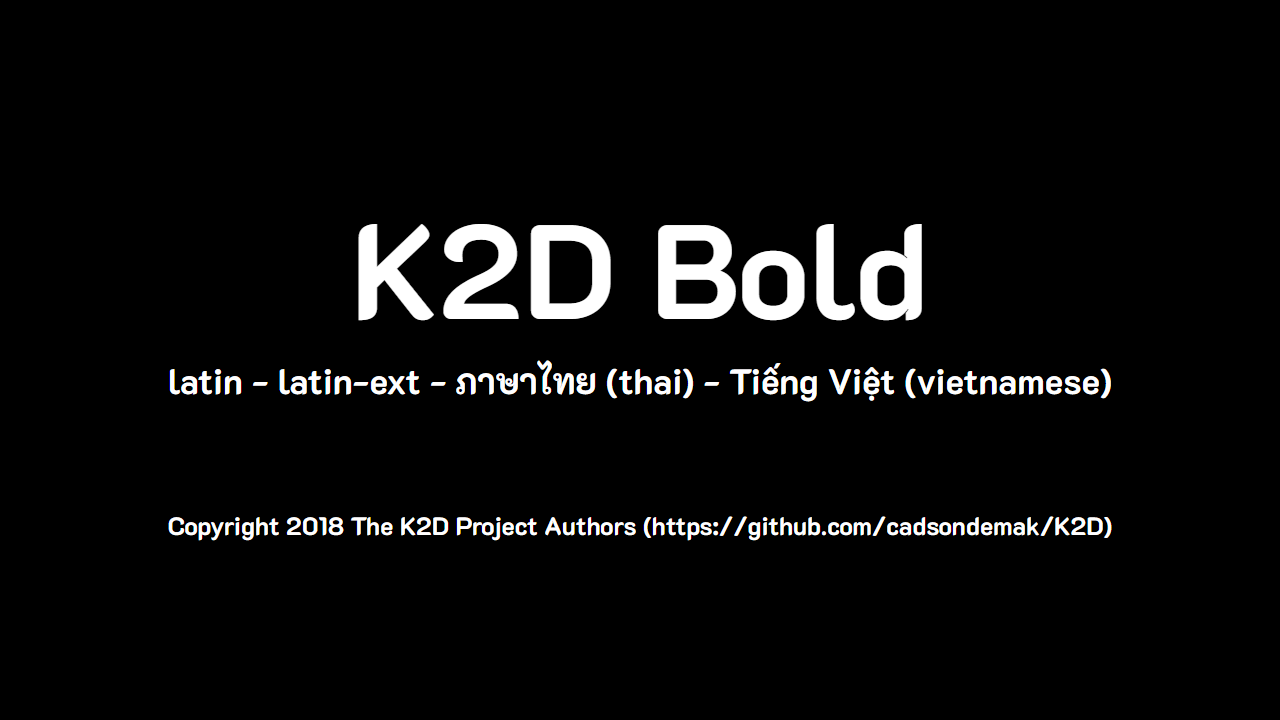 K2D Bold
latin - latin-ext - ภาษาไทย (thai) - Tiếng Việt (vietnamese)
Copyright 2018 The K2D Project Authors (https://github.com/cadsondemak/K2D)